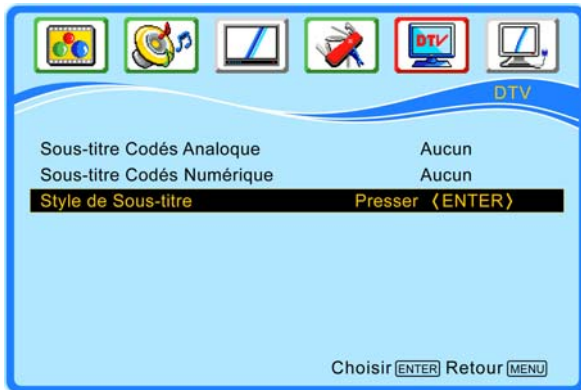 DTV
DTV
Sous-titre Codés Analoque Aucun
Sous-titre Codés Numérique Aucun
Style de Sous-titre Presser 〈ENTER〉
Choisir ENTER Retour MENU